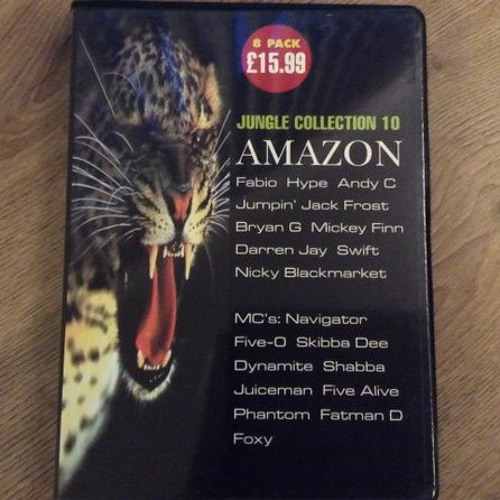 8 PACK
£15.99
JUNGLE COLLECTION 10
AMAZON
Fabio Hype Andy C
Jumpin' Jack Frost
Bryan G Mickey Finn
Darren Jay Swift
Nicky Blackmarket
MC's: Navigator
Five-O Skibba Dee
Dynamite Shabba
Juiceman Five Alive
Phantom Fatman D
Foxy